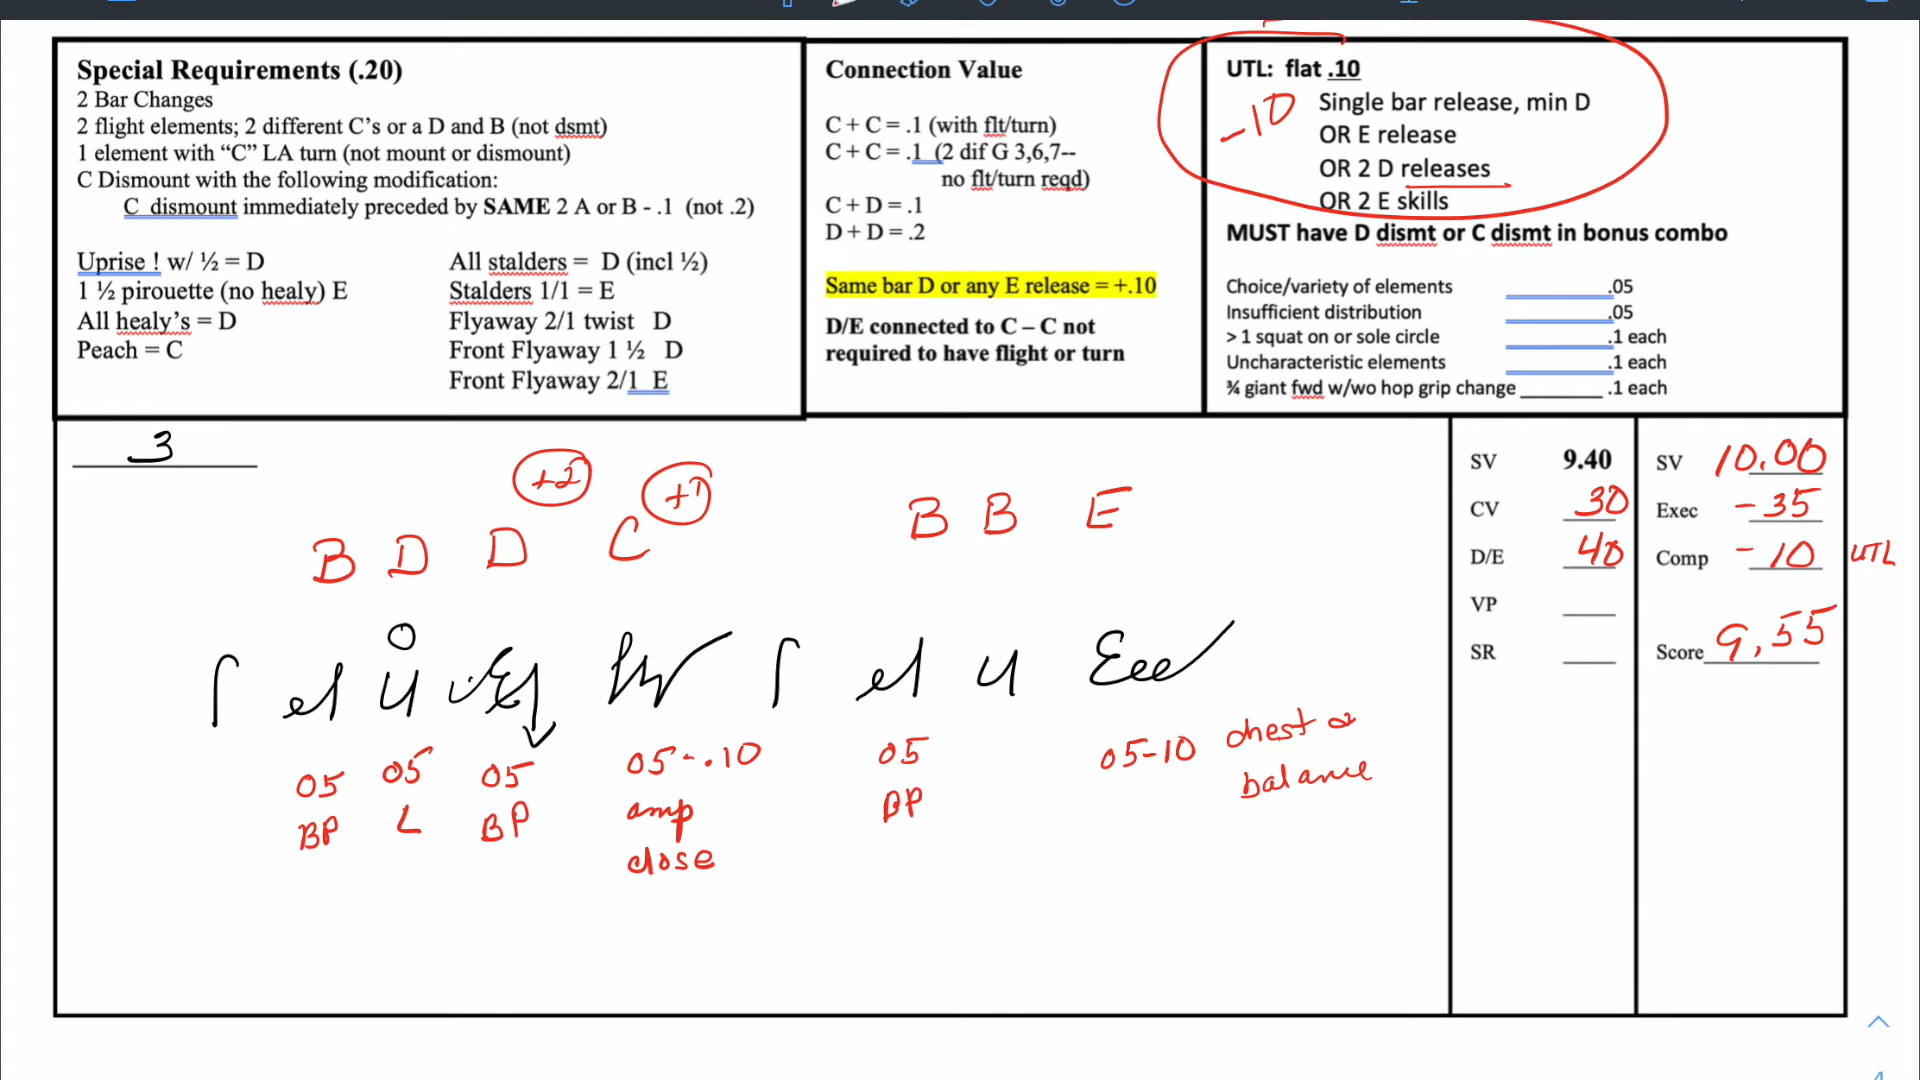 Special Requirements (.20)
2 Bar Changes
2 flight elements; 2 different C's or a D and B (not dsmt)
1 element with “C” LA turn (not mount or dismount)
C Dismount with the following modification:
C dismount immediately preceded by SAME 2 A or B - .1 (not .2)
Uprise ! w/ ½ = D
1 ½ pirouette (no healy) E
All healy’s = D
Peach = C
All stalders = D (incl ½)
Stalders 1/1 = E
Flyaway 2/1 twist D
Front Flyaway 1 ½ D
Front Flyaway 2/1 E
Connection Value
C + C = .1 (with flt/turn)
C + C = .1 (2 dif G 3,6,7--
no flt/turn reqd)
C + D = .1
D + D = .2
Same bar D or any E release = +.10
D/E connected to C – C not
required to have flight or turn
UTL: flat .10
-10
Single bar release, min D
OR E release
OR 2 D releases
OR 2 E skills
MUST have D dismt or C dismt in bonus combo
Choice/variety of elements .05
Insufficient distribution .05
> 1 squat on or sole circle .1 each
Uncharacteristic elements .1 each
¾ giant fwd w/wo hop grip change .1 each
3
+2 +1
B D D C B B E
05 05 05 05-.10 05 05-10 chest &
BP L BP amp BP balance
close
SV 9.40
CV 30
D/E 40
VP
SR
SV 10.00
Exec -35
Comp -10 UTL
Score 9.55